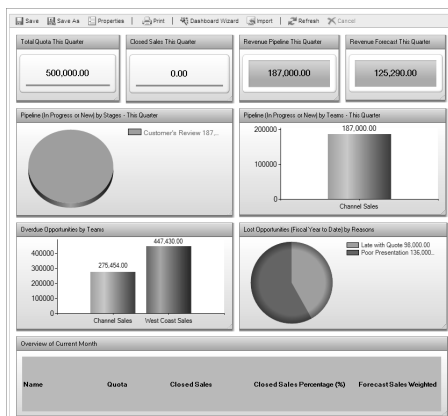 Save Save As Properties Print Dashboard Wizard Import Refresh Cancel
Total Quota This Quarter Closed Sales This Quarter Revenue Pipeline This Quarter Revenue Forecast This Quarter
500,000.00 0.00 187,000.00 125,290.00
Pipeline (In Progress or New) by Stages - This Quarter
Customer's Review 187,...
Pipeline (In Progress or New) by Teams - This Quarter
187,000.00
200000
100000
0
Channel Sales
Overdue Opportunities by Teams
447,430.00
275,454.00
400000
300000
200000
100000
0
Channel Sales West Coast Sales
Lost Opportunities (Fiscal Year to Date) by Reasons
Late with Quote 98,000.00
Poor Presentation 136,000...
Overview of Current Month
Name Quota Closed Sales Closed Sales Percentage (%) Forecast Sales Weighted